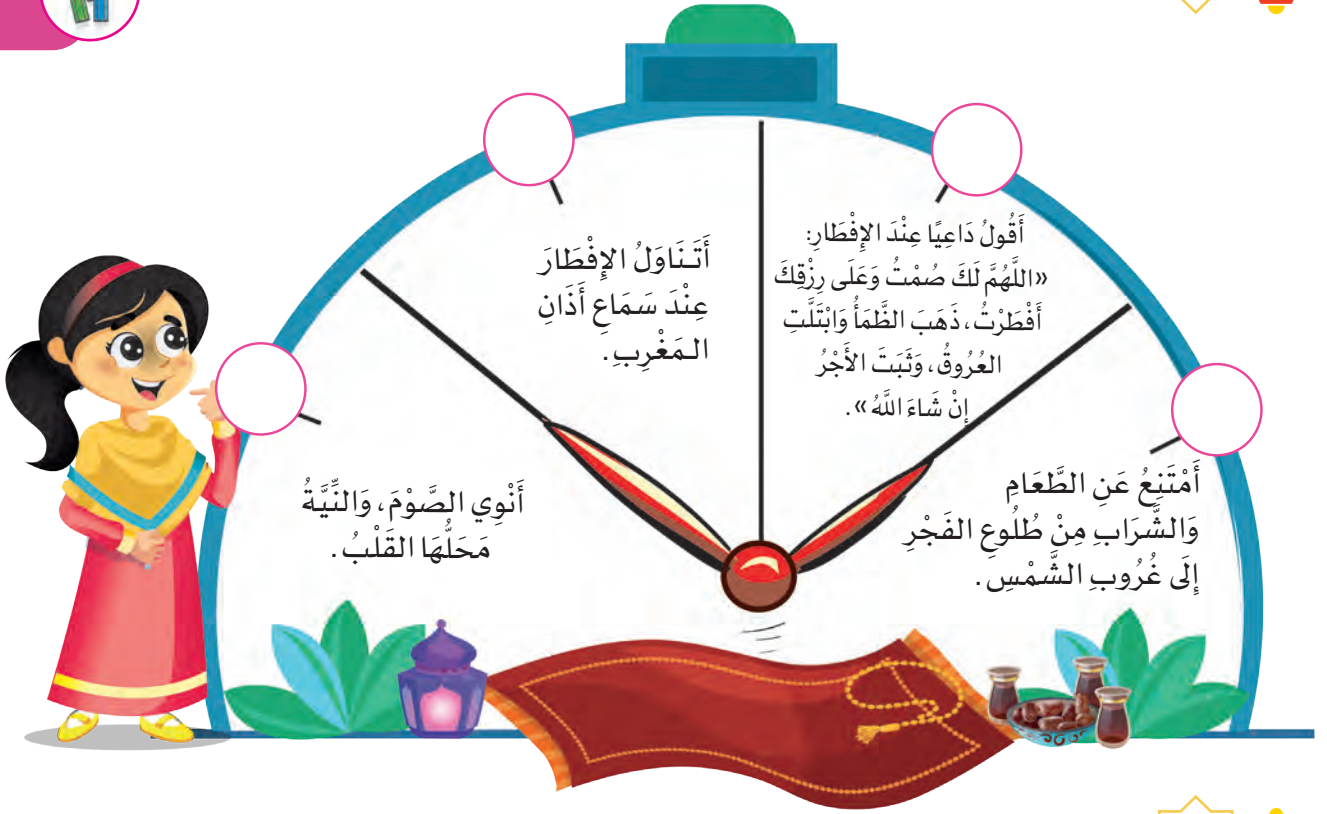 أَقُولُ دَاعِيًا عِنْدَ الإِفْطَارِ:
«اللَّهُمَّ لَكَ صُمْتُ وَعَلَى رِزْقِكَ
أَفْطَرْتُ، ذَهَبَ الظَّمَأُ وَابْتَلَّتِ
العُرُوقُ، وَثَبَتَ الأَجْرُ
إِنْ شَاءَ اللَّهُ».
أَتَنَاوَلُ الإِفْطَارَ
عِنْدَ سَمَاعِ أَذَانِ
المَغْرِبِ.
أَمْتَنِعُ عَنِ الطَّعَامِ
وَالشَّرَابِ مِنْ طُلُوعِ الفَجْرِ
إِلَى غُرُوبِ الشَّمْسِ.
أَنْوِي الصَّوْمَ، وَالنِّيَّةُ
مَحَلُّهَا القَلْبُ.